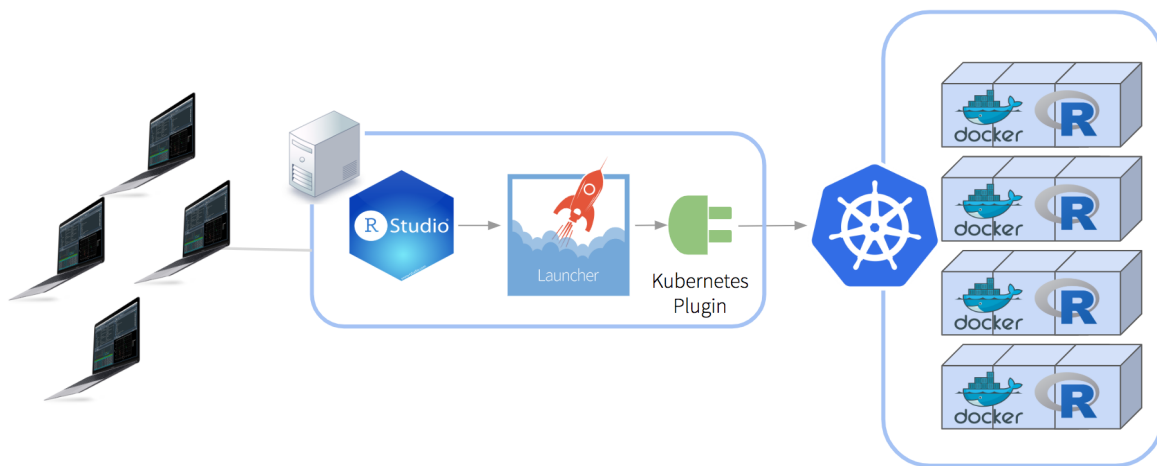 R Studio
Launcher
Kubernetes
Plugin
docker R
docker R
docker R
docker R